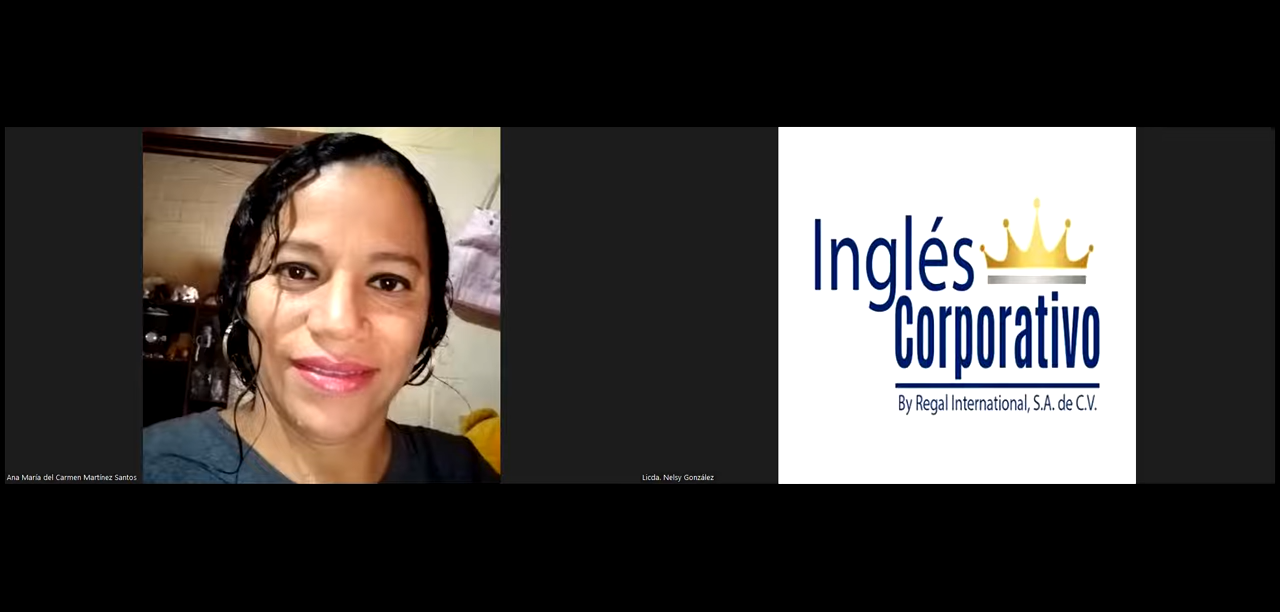 Inglés
Corporativo
By Regal International, S.A. de C.V.
Ana María del Carmen Martínez Santos
Licda. Nelsy González